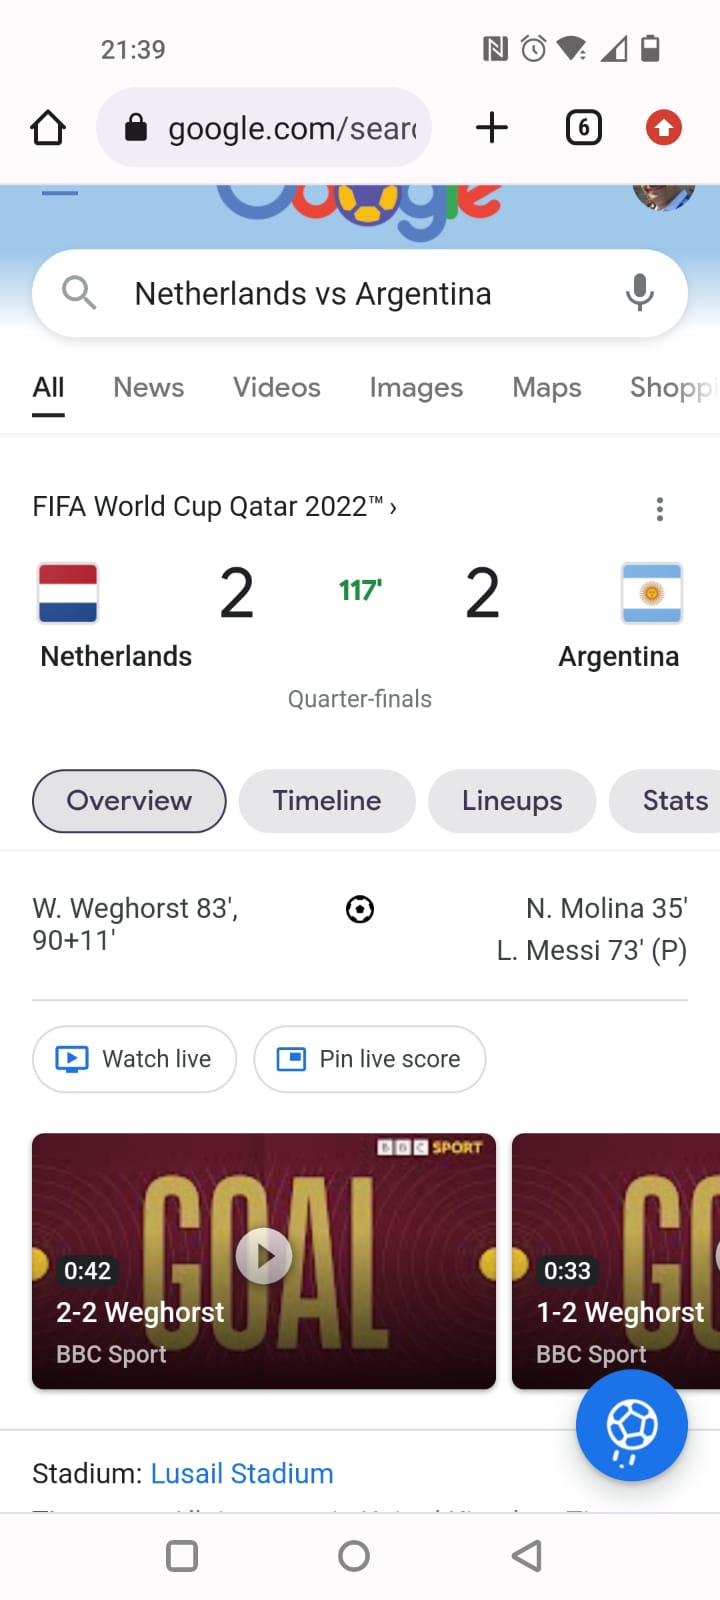 21:39
google.com/sear
6
Google
Netherlands vs Argentina
All News Videos Images Maps Shoppi
FIFA World Cup Qatar 2022™ ›
2 117' 2
Netherlands Argentina
Quarter-finals
Overview Timeline Lineups Stats
W. Weghorst 83', N. Molina 35'
90+11' L. Messi 73' (P)
Watch live Pin live score
BBC SPORT
GOAL GO
0:42 0:33
2-2 Weghorst 1-2 Weghorst
BBC Sport BBC Sport
Stadium: Lusail Stadium